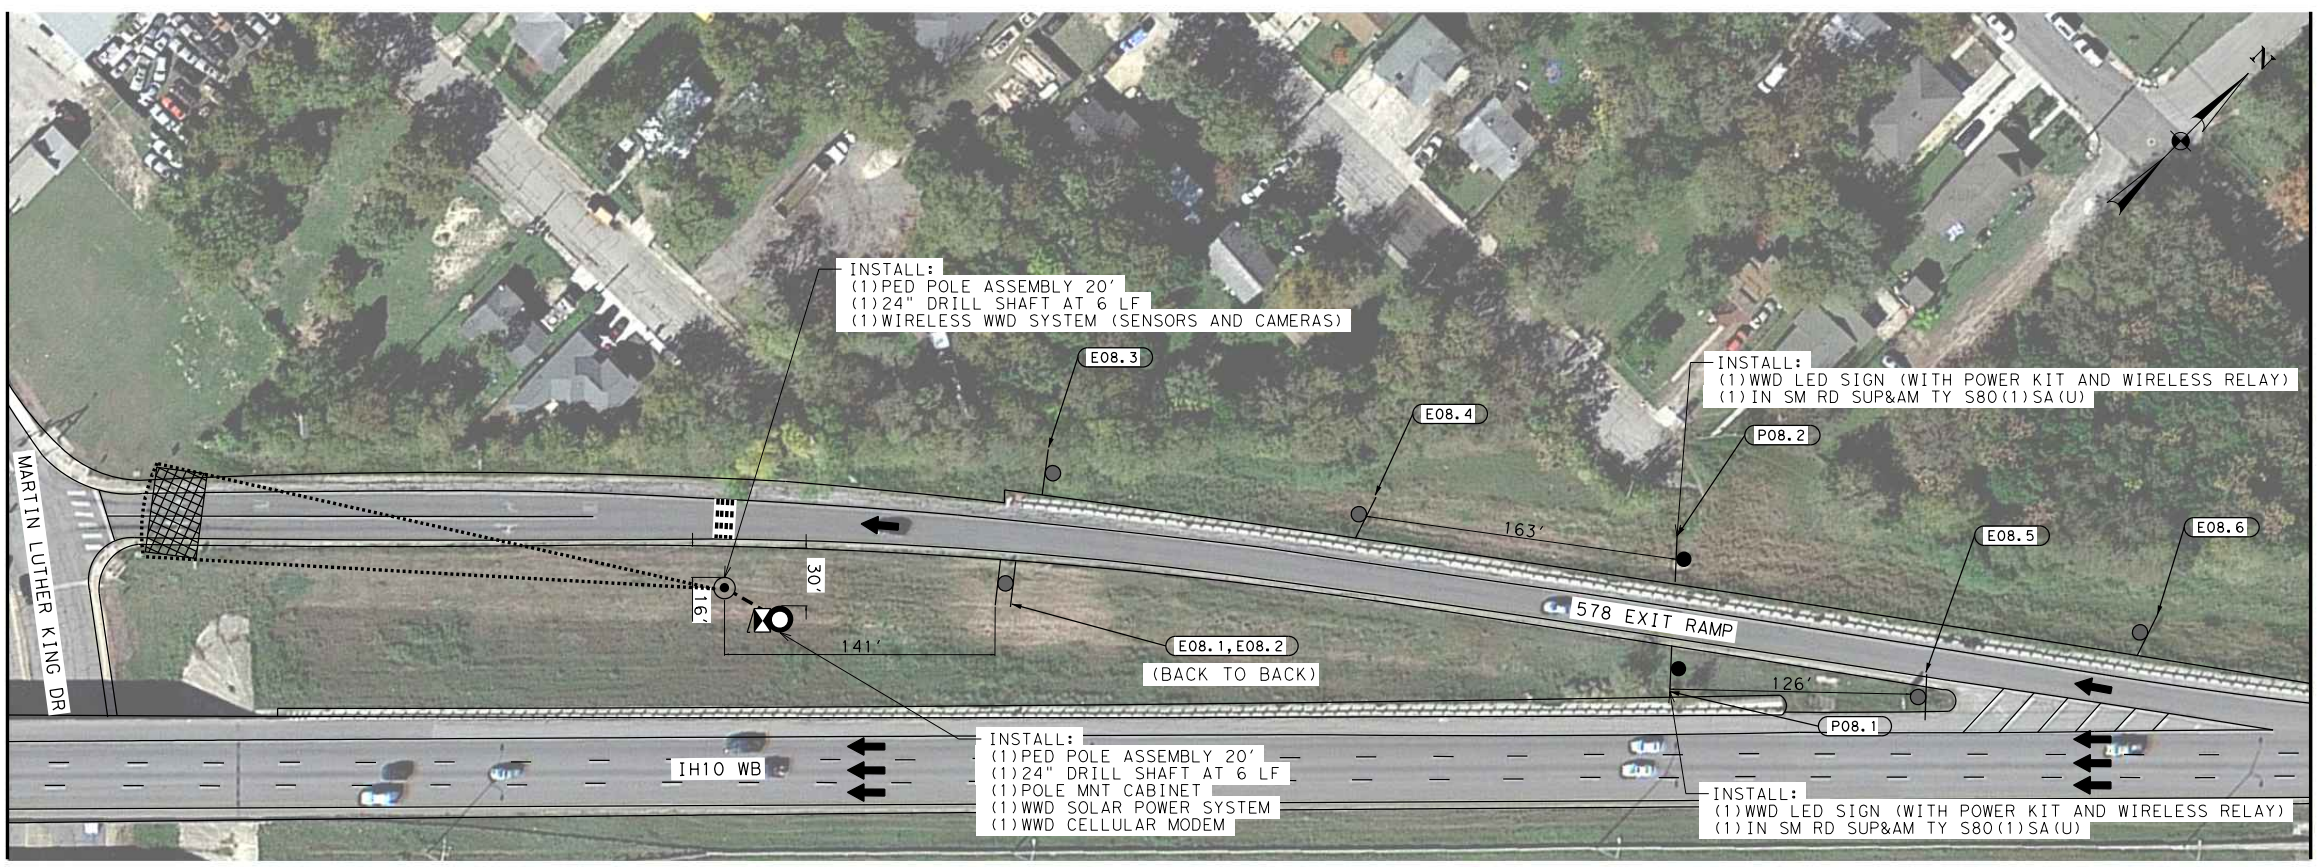 N
INSTALL:
(1)PED POLE ASSEMBLY 20'
(1)24" DRILL SHAFT AT 6 LF
(1)WIRELESS WWD SYSTEM (SENSORS AND CAMERAS)
E08.3
INSTALL:
(1)WWD LED SIGN (WITH POWER KIT AND WIRELESS RELAY)
(1)IN SM RD SUP&AM TY S80(1)SA(U)
E08.4
P08.2
MARTIN LUTHER KING DR
163'
E08.5
E08.6
30'
16'
578 EXIT RAMP
141'
E08.1,E08.2
(BACK TO BACK)
126'
P08.1
IH10 WB
INSTALL:
(1)PED POLE ASSEMBLY 20'
(1)24" DRILL SHAFT AT 6 LF
(1)POLE MNT CABINET
(1)WWD SOLAR POWER SYSTEM
(1)WWD CELLULAR MODEM
INSTALL:
(1)WWD LED SIGN (WITH POWER KIT AND WIRELESS RELAY)
(1)IN SM RD SUP&AM TY S80(1)SA(U)